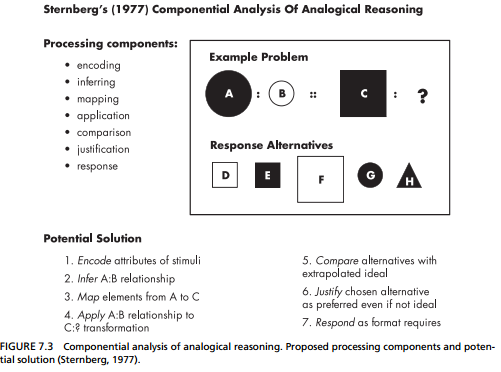 Sternberg's (1977) Componential Analysis Of Analogical Reasoning
Processing components:
• encoding
• inferring
• mapping
• application
• comparison
• justification
• response
Example Problem
A : B :: C : ?
Response Alternatives
D E F G H
Potential Solution
1. Encode attributes of stimuli
2. Infer A:B relationship
3. Map elements from A to C
4. Apply A:B relationship to
C:? transformation
5. Compare alternatives with
extrapolated ideal
6. Justify chosen alternative
as preferred even if not ideal
7. Respond as format requires
FIGURE 7.3 Componential analysis of analogical reasoning. Proposed processing components and poten-
tial solution (Sternberg, 1977).